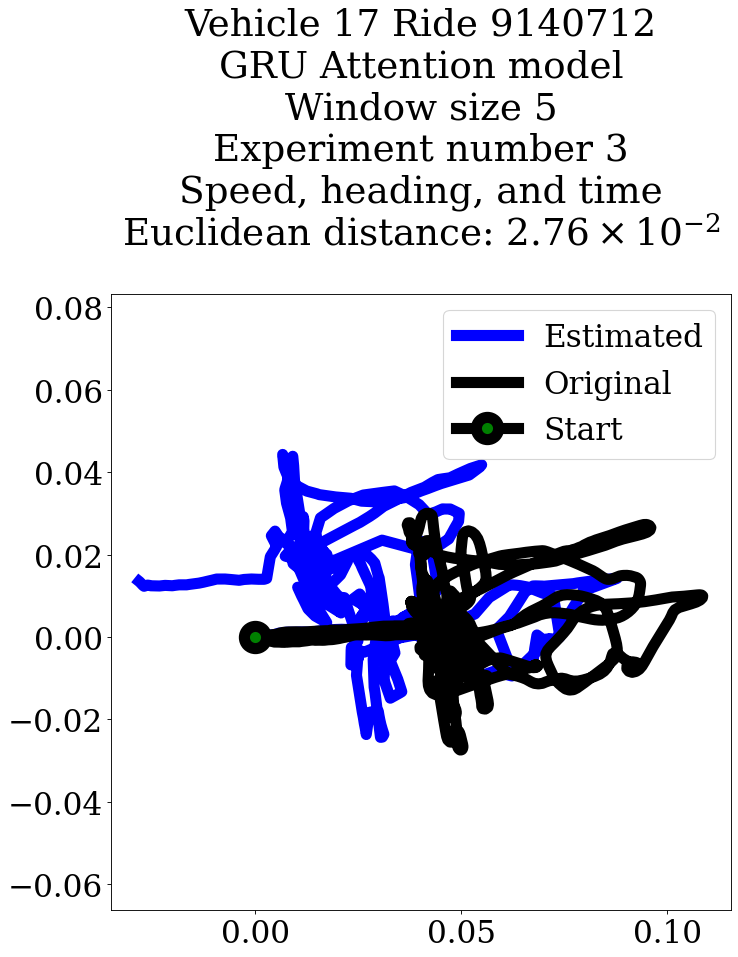 Vehicle 17 Ride 9140712
GRU Attention model
Window size 5
Experiment number 3
Speed, heading, and time
Euclidean distance: 2.76 × 10⁻²
0.08
0.06
0.04
0.02
0.00
−0.02
−0.04
−0.06
Estimated
Original
Start
0.00 0.05 0.10